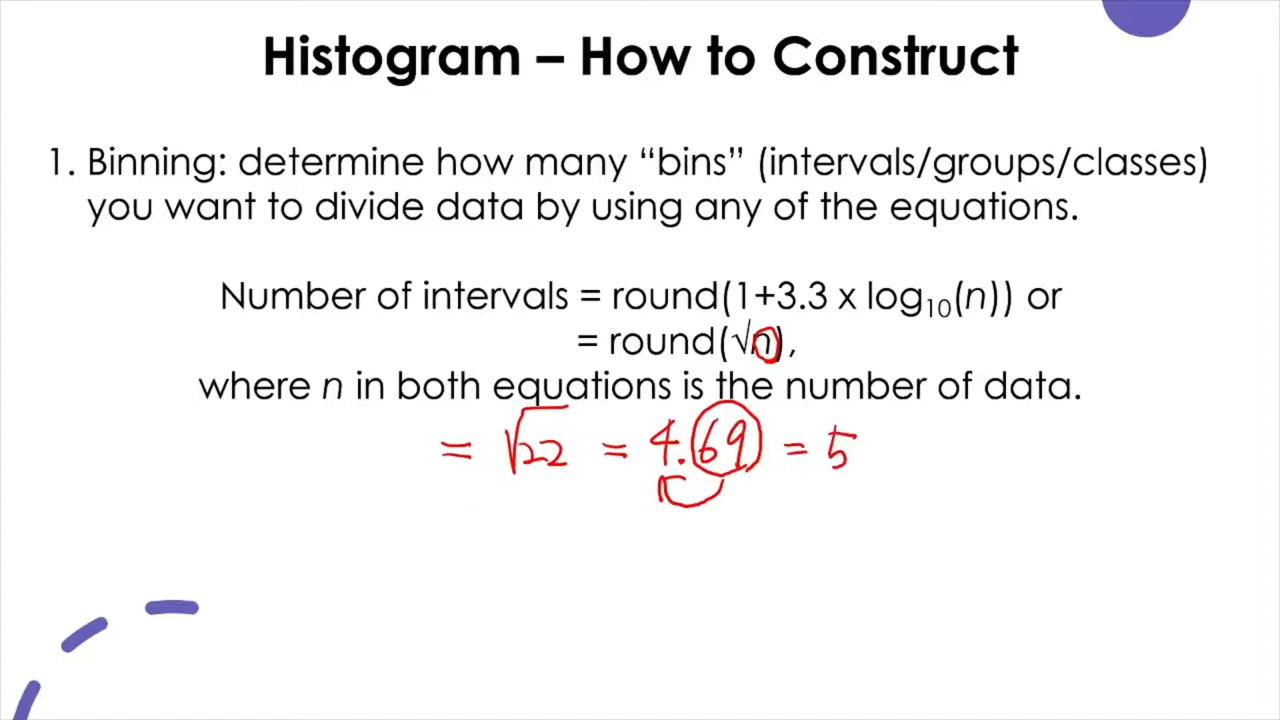 Histogram – How to Construct
1. Binning: determine how many “bins” (intervals/groups/classes)
you want to divide data by using any of the equations.
Number of intervals = round(1+3.3 x log₁₀(n)) or
= round(√n),
where n in both equations is the number of data.
= √22 = 4.69 = 5